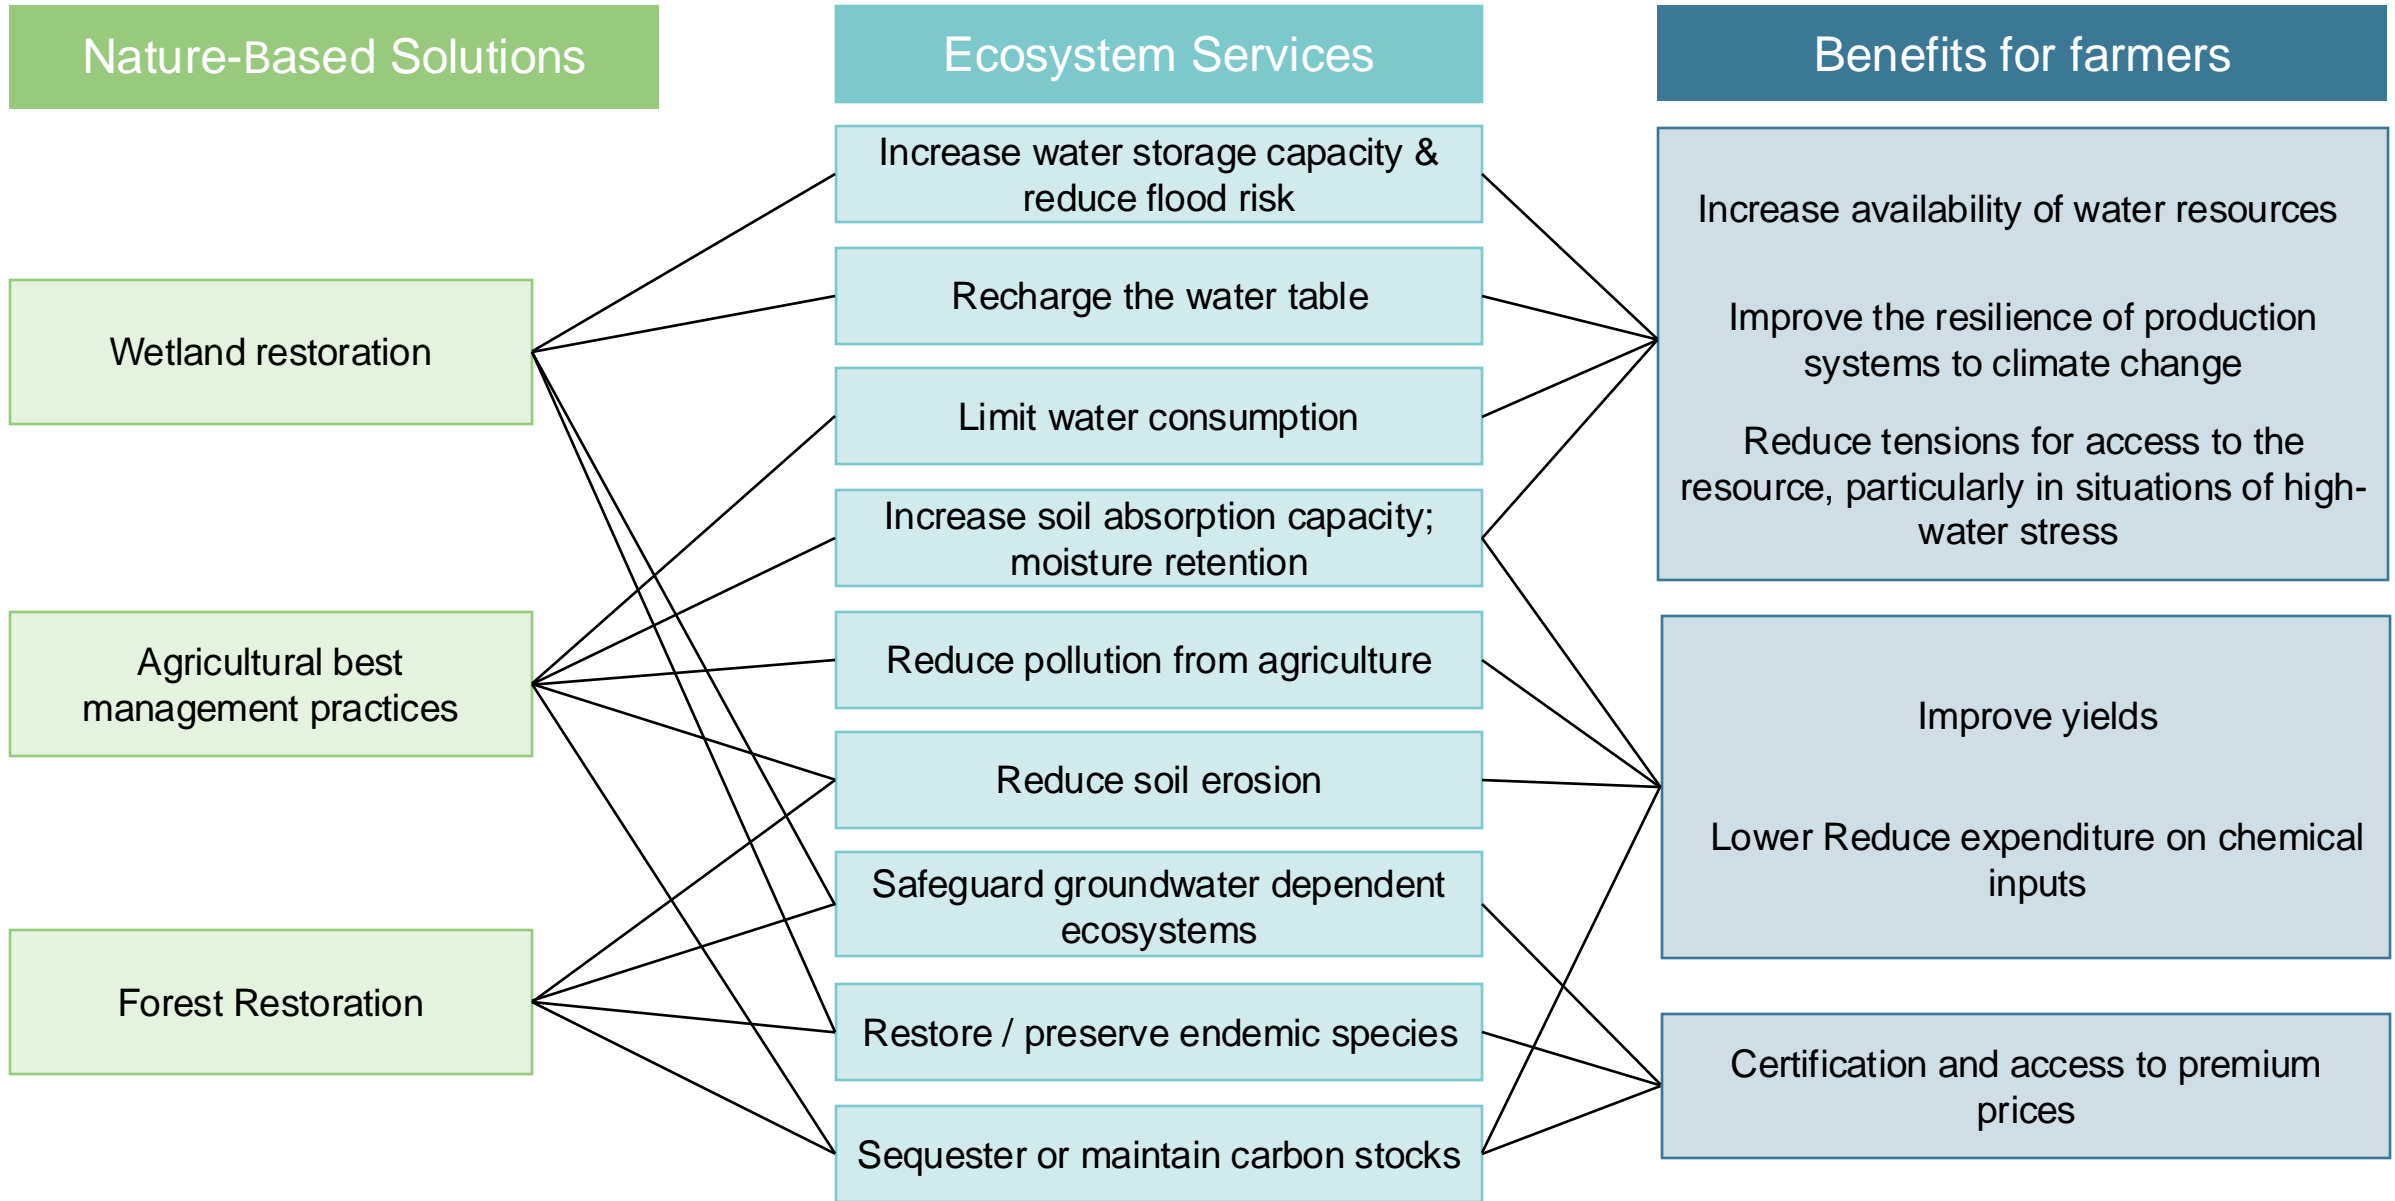 Nature-Based Solutions
Ecosystem Services
Benefits for farmers
Wetland restoration
Agricultural best
management practices
Forest Restoration
Increase water storage capacity &
reduce flood risk
Recharge the water table
Limit water consumption
Increase soil absorption capacity;
moisture retention
Reduce pollution from agriculture
Reduce soil erosion
Safeguard groundwater dependent
ecosystems
Restore / preserve endemic species
Sequester or maintain carbon stocks
Increase availability of water resources
Improve the resilience of production
systems to climate change
Reduce tensions for access to the
resource, particularly in situations of high-
water stress
Improve yields
Lower Reduce expenditure on chemical
inputs
Certification and access to premium
prices